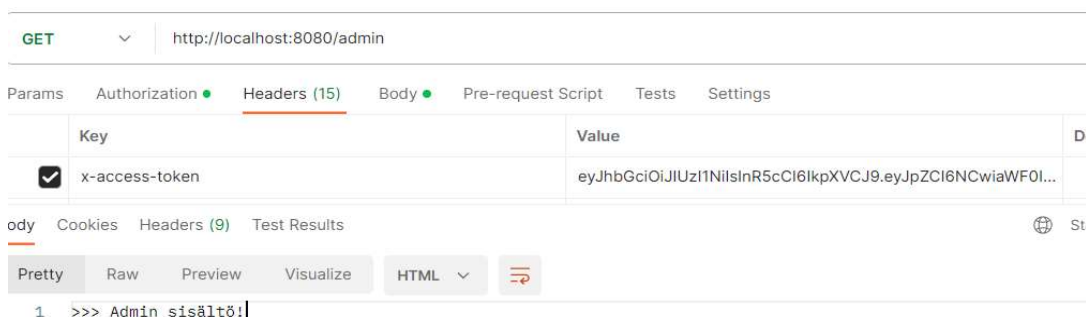 GET http://localhost:8080/admin
Params Authorization Headers (15) Body Pre-request Script Tests Settings
Key Value D
x-access-token eyJhbGciOiJIUzI1NiIsInR5cCI6IkpXVCJ9.eyJpZCI6NCwiaWF0I...
ody Cookies Headers (9) Test Results St
Pretty Raw Preview Visualize HTML
1 >>> Admin sisältö!